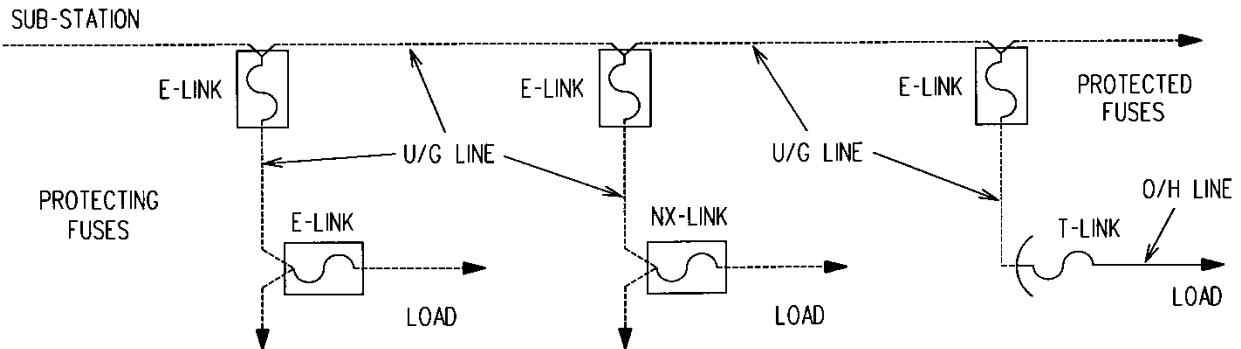 SUB-STATION
E-LINK
E-LINK
E-LINK
PROTECTED
FUSES
U/G LINE
U/G LINE
PROTECTING
FUSES
E-LINK
NX-LINK
T-LINK
O/H LINE
LOAD
LOAD
LOAD